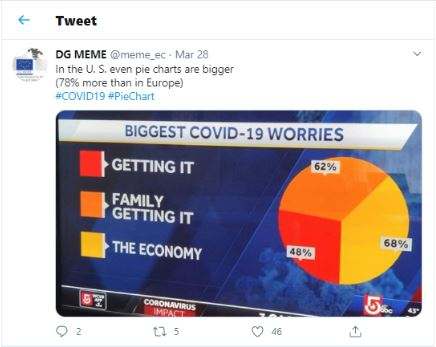 Tweet
DG MEME @meme_ec · Mar 28
In the U. S. even pie charts are bigger
(78% more than in Europe)
#COVID19 #PieChart
BIGGEST COVID-19 WORRIES
GETTING IT
62%
FAMILY
GETTING IT
THE ECONOMY
68%
48%
CORONAVIRUS
IMPACT
5
abc
43°
2
5
46